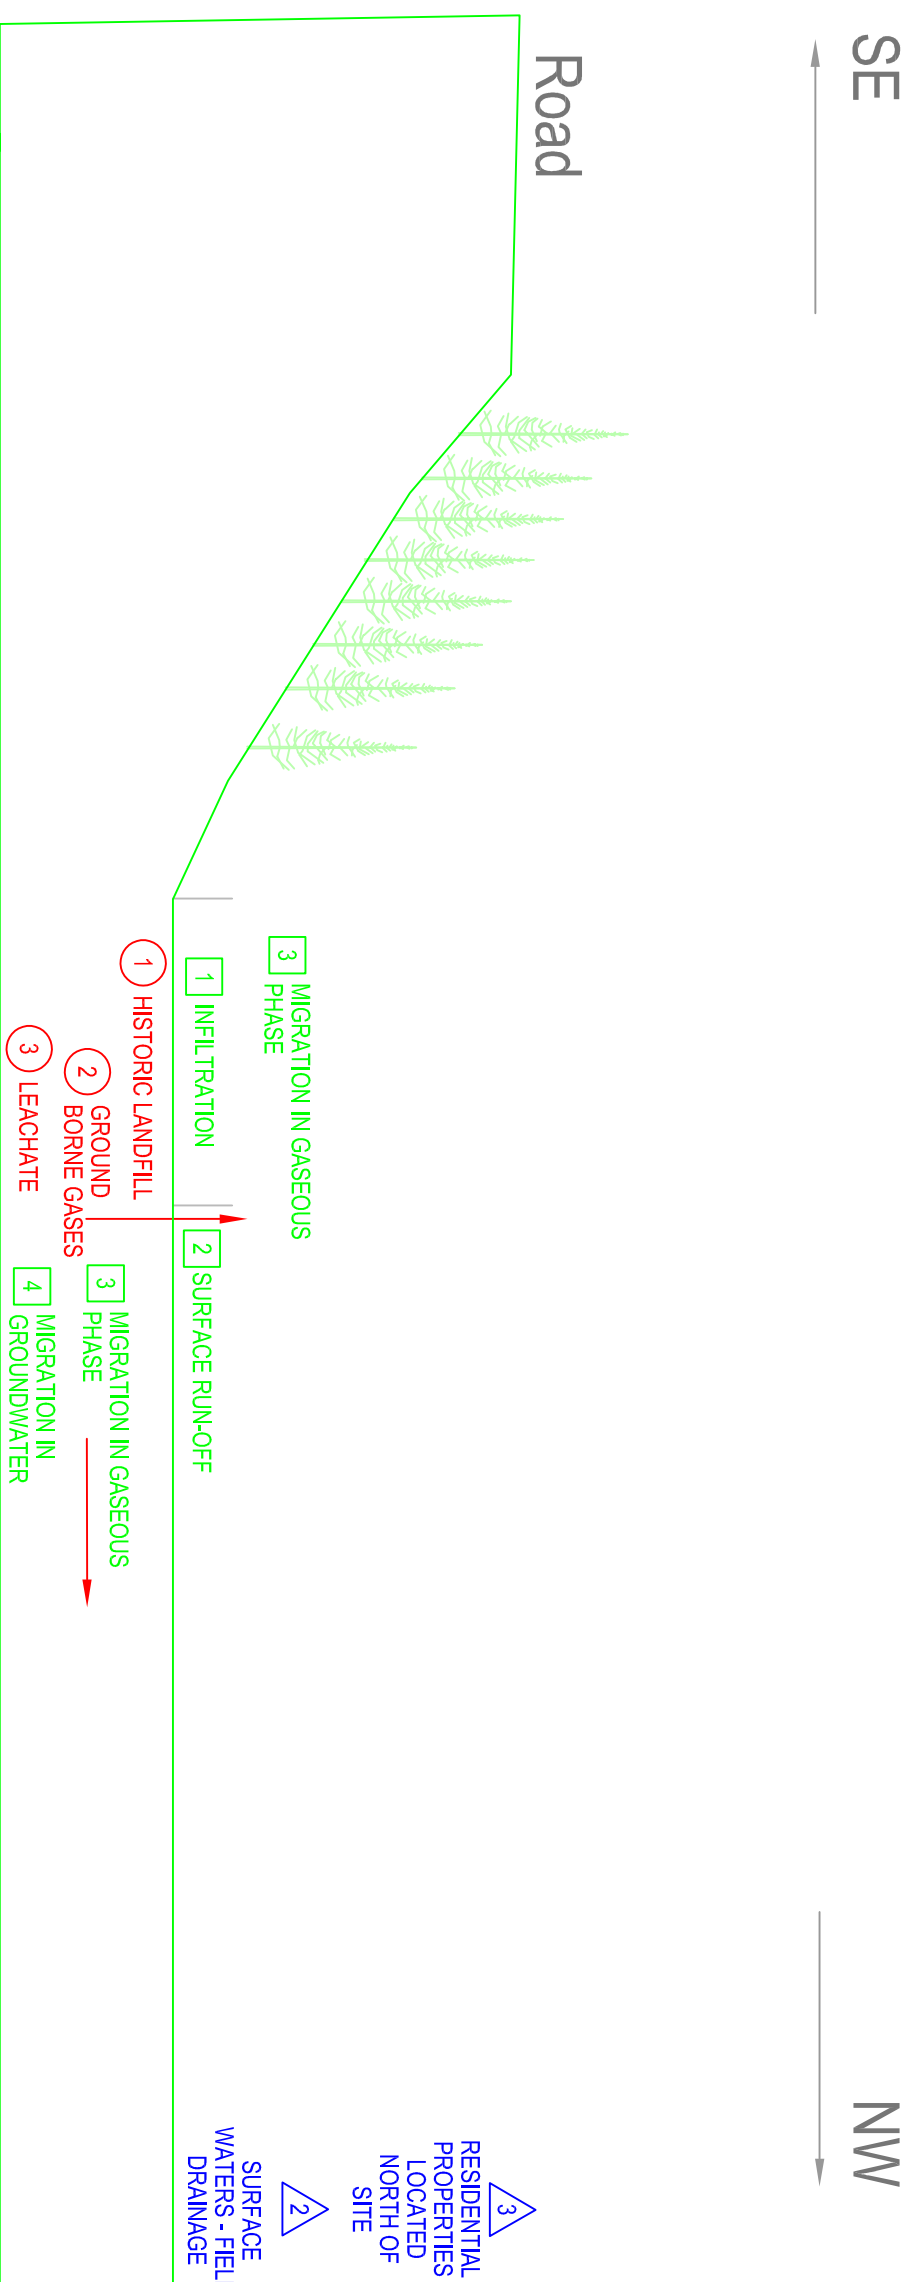 SE
NW
Road
3
MIGRATION IN GASEOUS
PHASE
1
INFILTRATION
2
SURFACE RUN-OFF
1
HISTORIC LANDFILL
2
GROUND
BORNE GASES
3
LEACHATE
3
MIGRATION IN GASEOUS
PHASE
4
MIGRATION IN
GROUNDWATER
3
RESIDENTIAL
PROPERTIES
LOCATED
NORTH OF
SITE
2
SURFACE
WATERS - FIEL
DRAINAGE